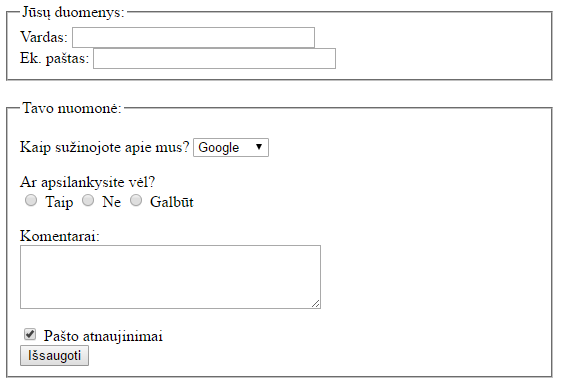 Jūsų duomenys:
Vardas:
Ek. paštas:
Tavo nuomonė:
Kaip sužinojote apie mus? Google
Ar apsilankysite vėl?
Taip Ne Galbūt
Komentarai:
Pašto atnaujinimai
Išsaugoti